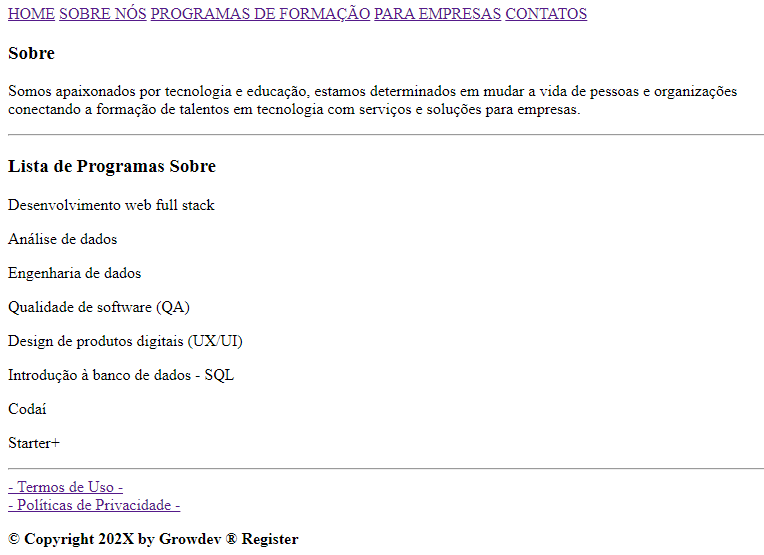 HOME SOBRE NÓS PROGRAMAS DE FORMAÇÃO PARA EMPRESAS CONTATOS
Sobre
Somos apaixonados por tecnologia e educação, estamos determinados em mudar a vida de pessoas e organizações
conectando a formação de talentos em tecnologia com serviços e soluções para empresas.
Lista de Programas Sobre
Desenvolvimento web full stack
Análise de dados
Engenharia de dados
Qualidade de software (QA)
Design de produtos digitais (UX/UI)
Introdução à banco de dados - SQL
Codaí
Starter+
- Termos de Uso -
- Políticas de Privacidade -
© Copyright 202X by Growdev ® Register